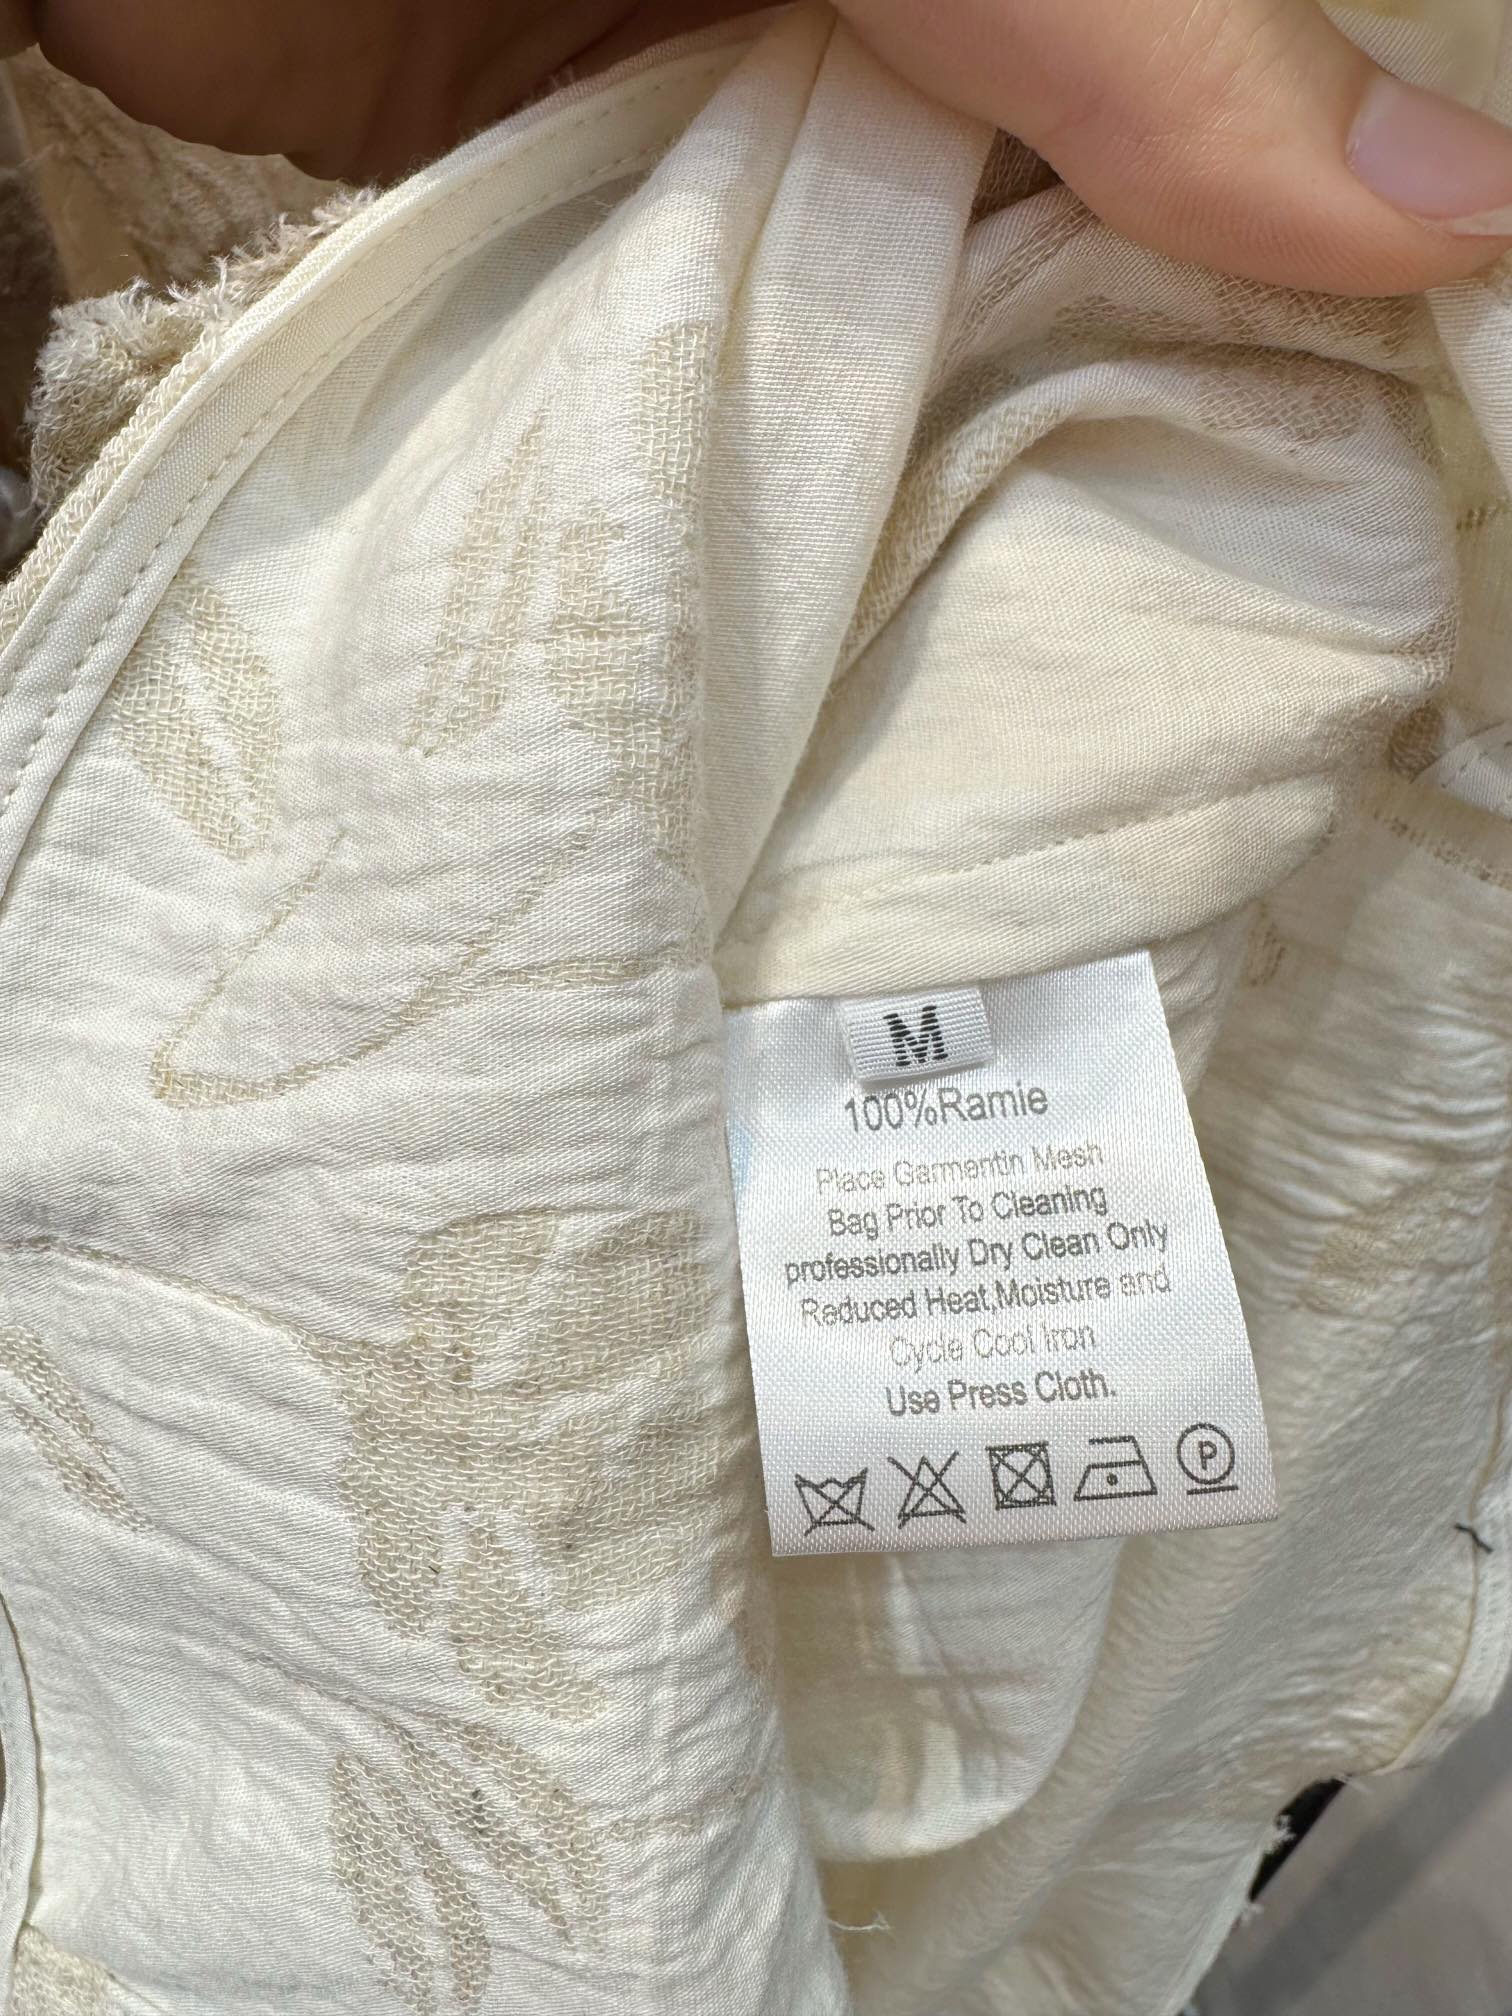 M
100%Ramie
Place Garmentin Mesh
Bag Prior To Cleaning
professionally Dry Clean Only
Raduced Heat,Moisture and
Cycle Cool Iron
Use Press Cloth.
P